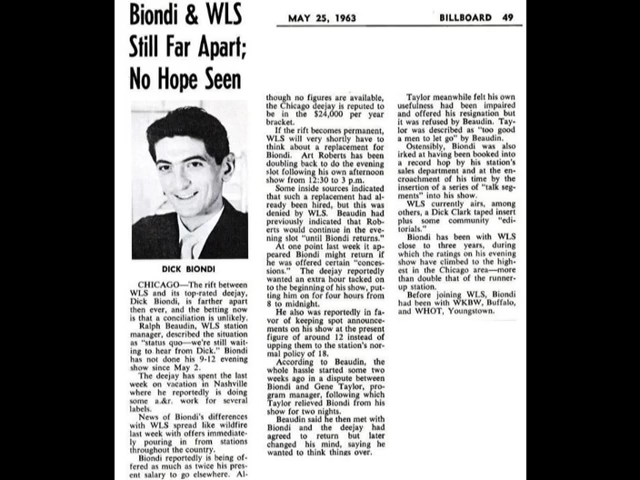 Biondi & WLS
Still Far Apart;
No Hope Seen
MAY 25, 1963 BILLBOARD 49
DICK BIONDI
CHICAGO—The rift between
WLS and its top-rated deejay,
Dick Biondi, is farther apart
then ever, and the betting now
is that a conciliation is unlikely.
Ralph Beaudin, WLS station
manager, described the situation
as "status quo—we're still wait-
ing to hear from Dick." Biondi
has not done his 9-12 evening
show since May 2.
The deejay has spent the last
week on vacation in Nashville
where he reportedly is doing
some a.&r. work for several
labels.
News of Biondi's differences
with WLS spread like wildfire
last week with offers immediate-
ly pouring in from stations
throughout the country.
Biondi reportedly is being of-
fered as much as twice his pres-
ent salary to go elsewhere. Al-
though no figures are available,
the Chicago deejay is reputed to
be in the $24,000 per year
bracket.
If the rift becomes permanent,
WLS will very shortly have to
think about a replacement for
Biondi. Art Roberts has been
doubling back to do the evening
slot following his own afternoon
show from 12:30 to 3 p.m.
Some inside sources indicated
that such a replacement had al-
ready been hired, but this was
denied by WLS. Beaudin had
previously indicated that Rob-
erts would continue in the eve-
ning slot "until Biondi returns."
At one point last week it ap-
peared Biondi might return if
he was offered certain "conces-
sions." The deejay reportedly
wanted an extra hour tacked on
to the beginning of his show, put-
ting him on for four hours from
8 to midnight.
He also was reportedly in fa-
vor of keeping spot announce-
ments on his show at the present
figure of around 12 instead of
upping them to the station's nor-
mal policy of 18.
According to Beaudin, the
whole hassle started some two
weeks ago in a dispute between
Biondi and Gene Taylor, pro-
gram manager, following which
Taylor relieved Biondi from his
show for two nights.
Beaudin said he then met with
Biondi and the deejay had
agreed to return but later
changed his mind, saying he
wanted to think things over.
Taylor meanwhile felt his own
usefulness had been impaired
and offered his resignation but
it was refused by Beaudin. Tay-
lor was described as "too good
a men to let go" by Beaudin.
Ostensibly, Biondi was also
irked at having been booked into
a record hop by his station's
sales department and at the en-
croachment of his time by the
insertion of a series of "talk seg-
ments" into his show.
WLS currently airs, among
others, a Dick Clark taped insert
plus some community "edi-
torials."
Biondi has been with WLS
close to three years, during
which the ratings on his evening
show have climbed to the high-
est in the Chicago area—more
than double that of the runner-
up station.
Before joining WLS, Biondi
had been with WKBW, Buffalo,
and WHOT, Youngstown.